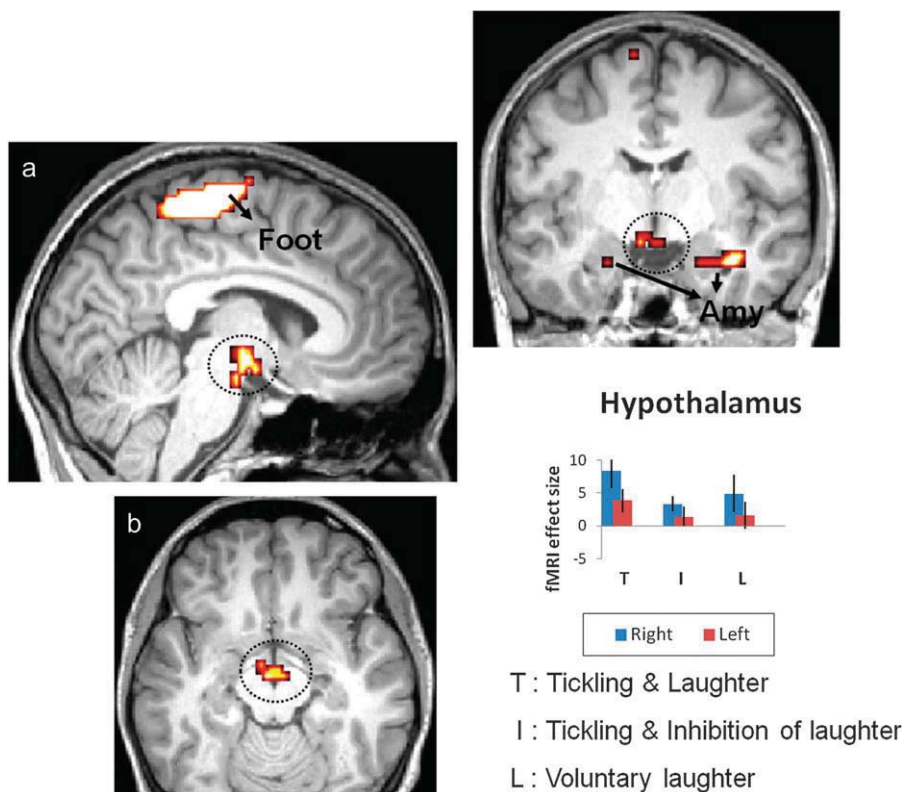 a
Foot
Amy
b
Hypothalamus
fMRI effect size
10
5
0
-5
T I L
Right Left
T : Tickling & Laughter
I : Tickling & Inhibition of laughter
L : Voluntary laughter